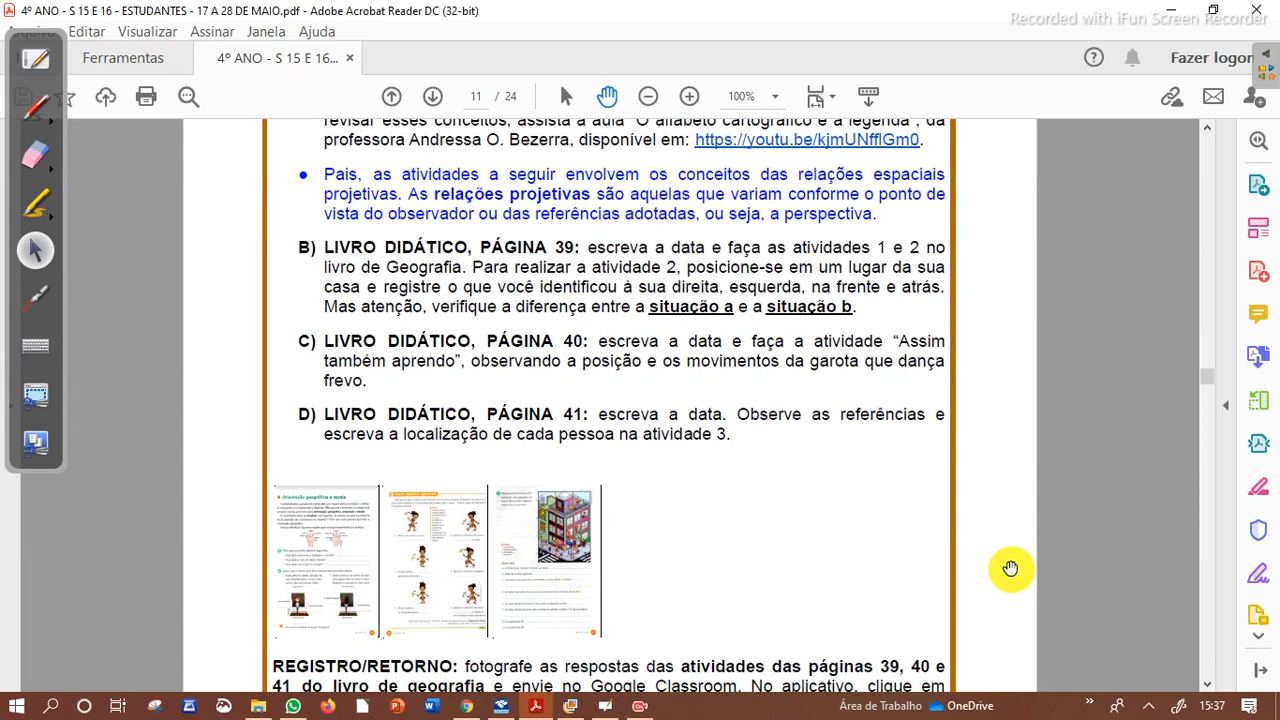 4º ANO - S 15 E 16 - ESTUDANTES - 17 A 28 DE MAIO.pdf - Adobe Acrobat Reader DC (32-bit)
Recorded with iFun Screen Recorder
Arquivo Editar Visualizar Assinar Janela Ajuda
Ferramentas
4º ANO - S 15 E 16...
Fazer logon
11 / 24
100%
revisar esses conceitos, assista à aula "O alfabeto cartográfico e a legenda", da
professora Andressa O. Bezerra, disponível em: https://youtu.be/kjmUNfflGm0.
● Pais, as atividades a seguir envolvem os conceitos das relações espaciais
projetivas. As relações projetivas são aquelas que variam conforme o ponto de
vista do observador ou das referências adotadas, ou seja, a perspectiva.
B) LIVRO DIDÁTICO, PÁGINA 39: escreva a data e faça as atividades 1 e 2 no
livro de Geografia. Para realizar a atividade 2, posicione-se em um lugar da sua
casa e registre o que você identificou à sua direita, esquerda, na frente e atrás.
Mas atenção, verifique a diferença entre a situação a e a situação b.
C) LIVRO DIDÁTICO, PÁGINA 40: escreva a data e faça a atividade “Assim
também aprendo”, observando a posição e os movimentos da garota que dança
frevo.
D) LIVRO DIDÁTICO, PÁGINA 41: escreva a data. Observe as referências e
escreva a localização de cada pessoa na atividade 3.
Orientação geográfica e escala
REGISTRO/RETORNO: fotografe as respostas das atividades das páginas 39, 40 e
41 do livro de geografia e envie no Google Classroom. No aplicativo, clique em
Área de Trabalho
OneDrive
15:37